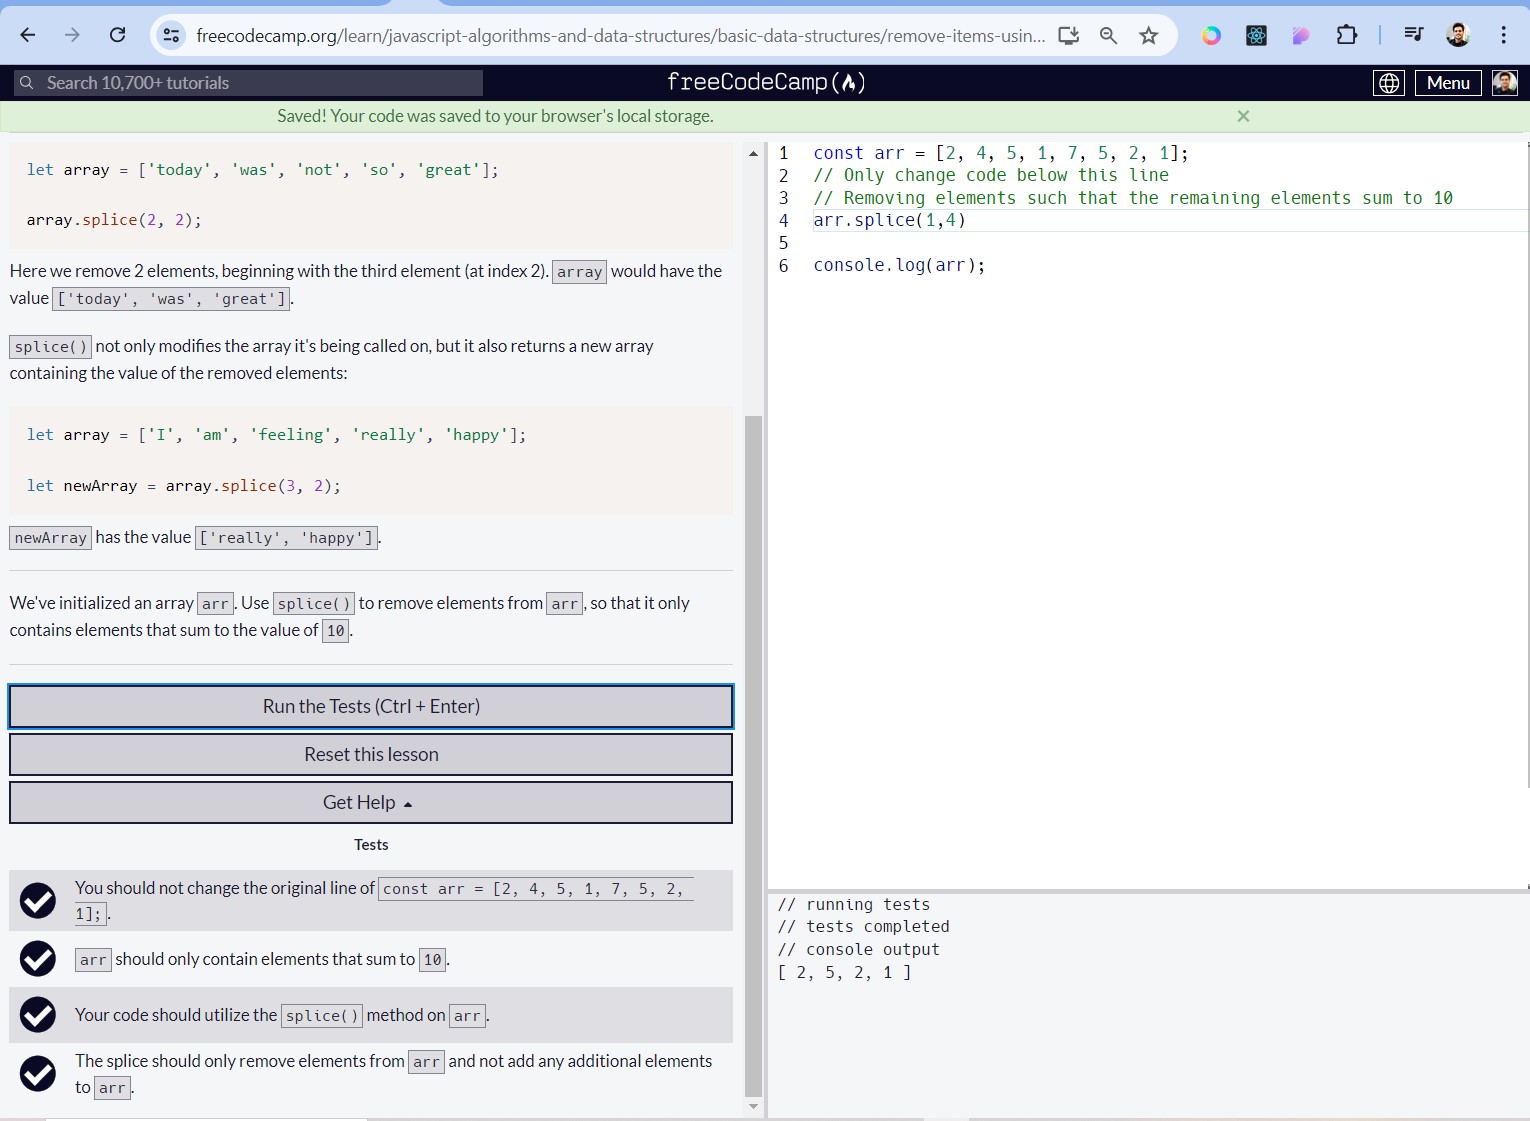 freecodecamp.org/learn/javascript-algorithms-and-data-structures/basic-data-structures/remove-items-usin...
Search 10,700+ tutorials
freeCodeCamp
Menu
Saved! Your code was saved to your browser's local storage.
let array = ['today', 'was', 'not', 'so', 'great'];
array.splice(2, 2);
Here we remove 2 elements, beginning with the third element (at index 2). array would have the
value ['today', 'was', 'great'].
splice() not only modifies the array it's being called on, but it also returns a new array
containing the value of the removed elements:
let array = ['I', 'am', 'feeling', 'really', 'happy'];
let newArray = array.splice(3, 2);
newArray has the value ['really', 'happy'].
We've initialized an array arr. Use splice() to remove elements from arr, so that it only
contains elements that sum to the value of 10.
Run the Tests (Ctrl + Enter)
Reset this lesson
Get Help
Tests
You should not change the original line of const arr = [2, 4, 5, 1, 7, 5, 2,
1];.
arr should only contain elements that sum to 10.
Your code should utilize the splice() method on arr.
The splice should only remove elements from arr and not add any additional elements
to arr.
1 const arr = [2, 4, 5, 1, 7, 5, 2, 1];
2 // Only change code below this line
3 // Removing elements such that the remaining elements sum to 10
4 arr.splice(1,4)
5
6 console.log(arr);
// running tests
// tests completed
// console output
[ 2, 5, 2, 1 ]